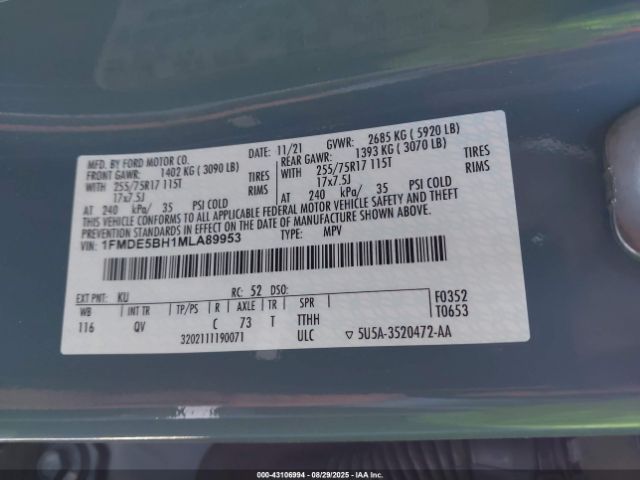 MFD. BY FORD MOTOR CO. DATE: 11/21 GVWR: 2685 KG ( 5920 LB)
FRONT GAWR: 1402 KG ( 3090 LB) REAR GAWR: 1393 KG ( 3070 LB)
WITH 255/75R17 115T TIRES WITH 255/75R17 115T TIRES
17x7.5J RIMS 17x7.5J RIMS
AT 240 kPa/ 35 PSI COLD AT 240 kPa/ 35 PSI COLD
THIS VEHICLE CONFORMS TO ALL APPLICABLE FEDERAL MOTOR VEHICLE SAFETY AND THEFT
PREVENTION STANDARDS IN EFFECT ON THE DATE OF MANUFACTURE SHOWN ABOVE.
VIN: 1FMDE5BH1MLA89953 TYPE: MPV
EXT PNT: KU RC: 52 DSO: F0352
WB INT TR TP/PS R AXLE TR SPR T0653
116 QV C 73 T TTHH
3202111190071 ULC ▽ 5U5A-3520472-AA
000-43106994 * 08/29/2025 * IAAI.COM